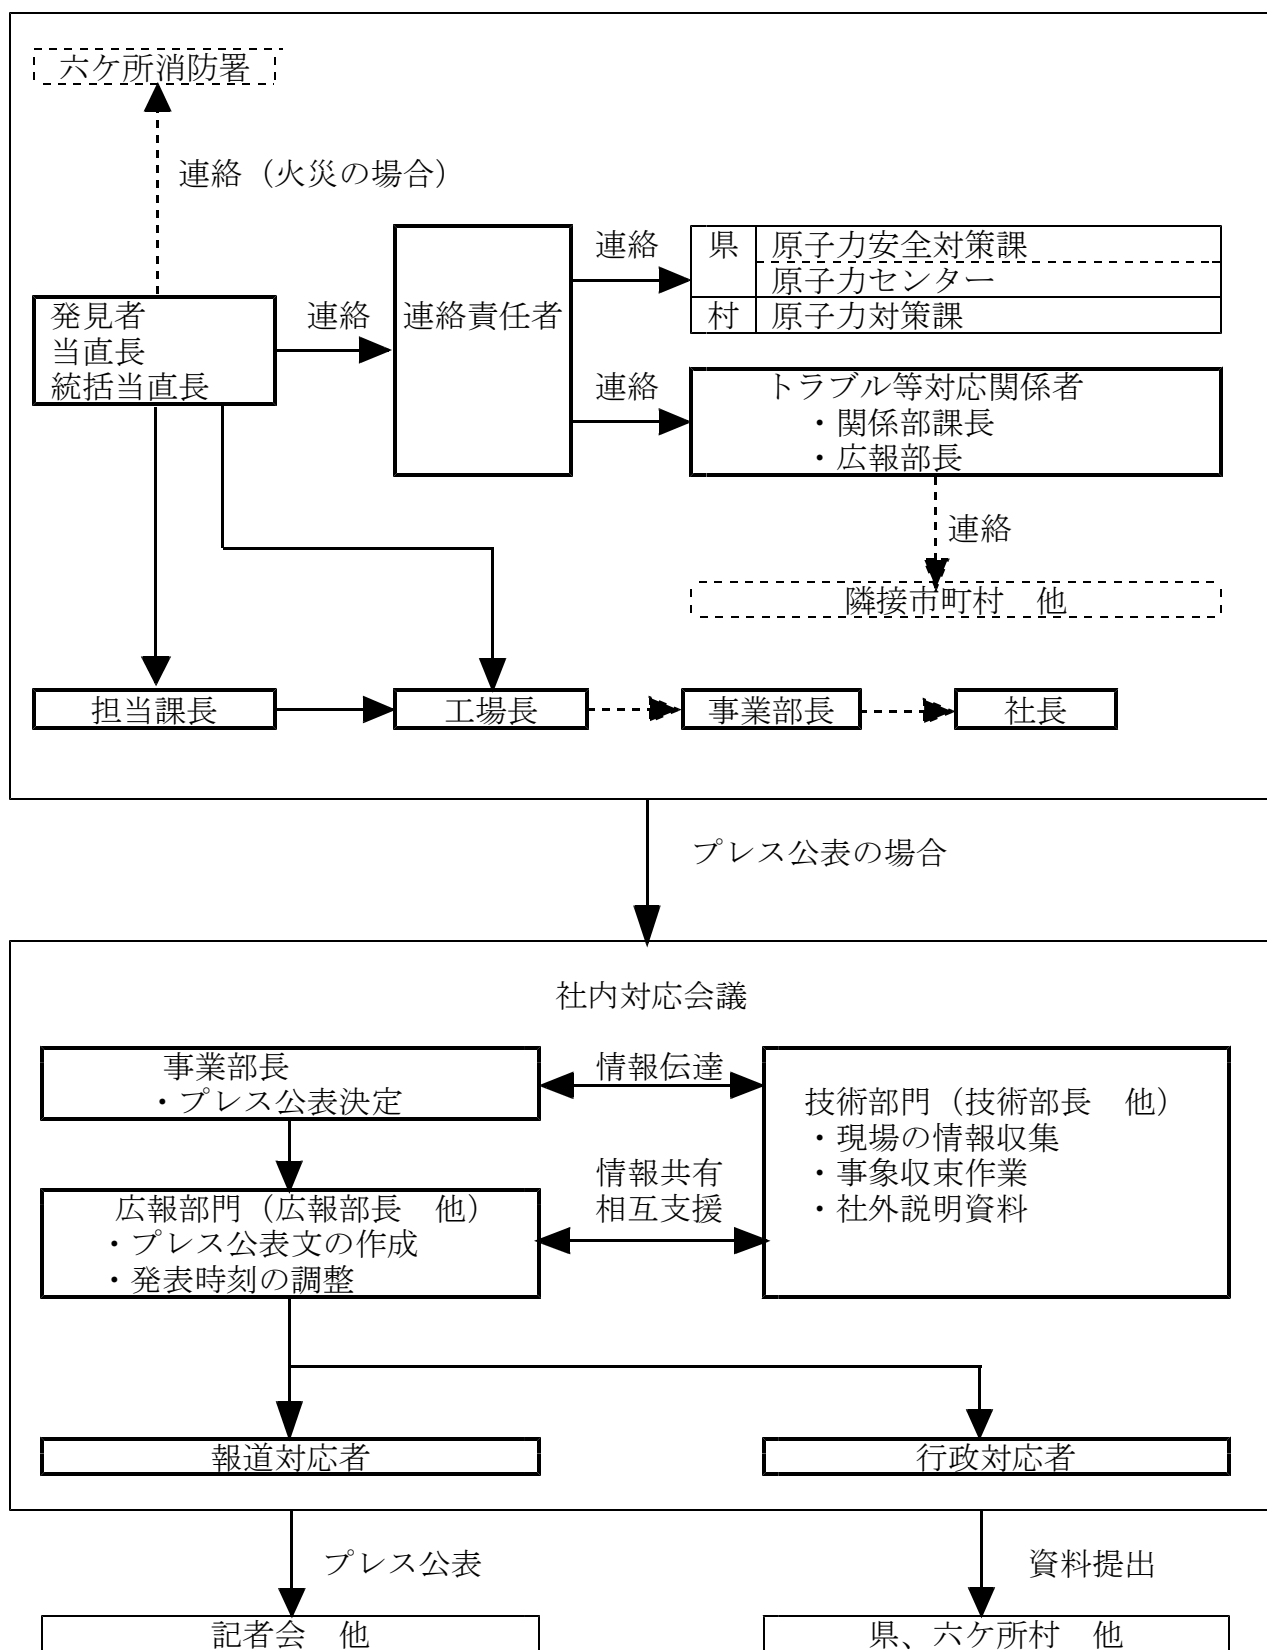 六ケ所消防署
連絡（火災の場合）
発見者
当直長
統括当直長
連絡
連絡責任者
連絡
県
原子力安全対策課
原子力センター
村
原子力対策課
連絡
トラブル等対応関係者
・関係部課長
・広報部長
連絡
隣接市町村　他
担当課長
工場長
事業部長
社長
プレス公表の場合
社内対応会議
事業部長
・プレス公表決定
情報伝達
技術部門（技術部長　他）
・現場の情報収集
・事象収束作業
・社外説明資料
情報共有
相互支援
広報部門（広報部長　他）
・プレス公表文の作成
・発表時刻の調整
報道対応者
行政対応者
プレス公表
資料提出
記者会　他
県、六ケ所村　他